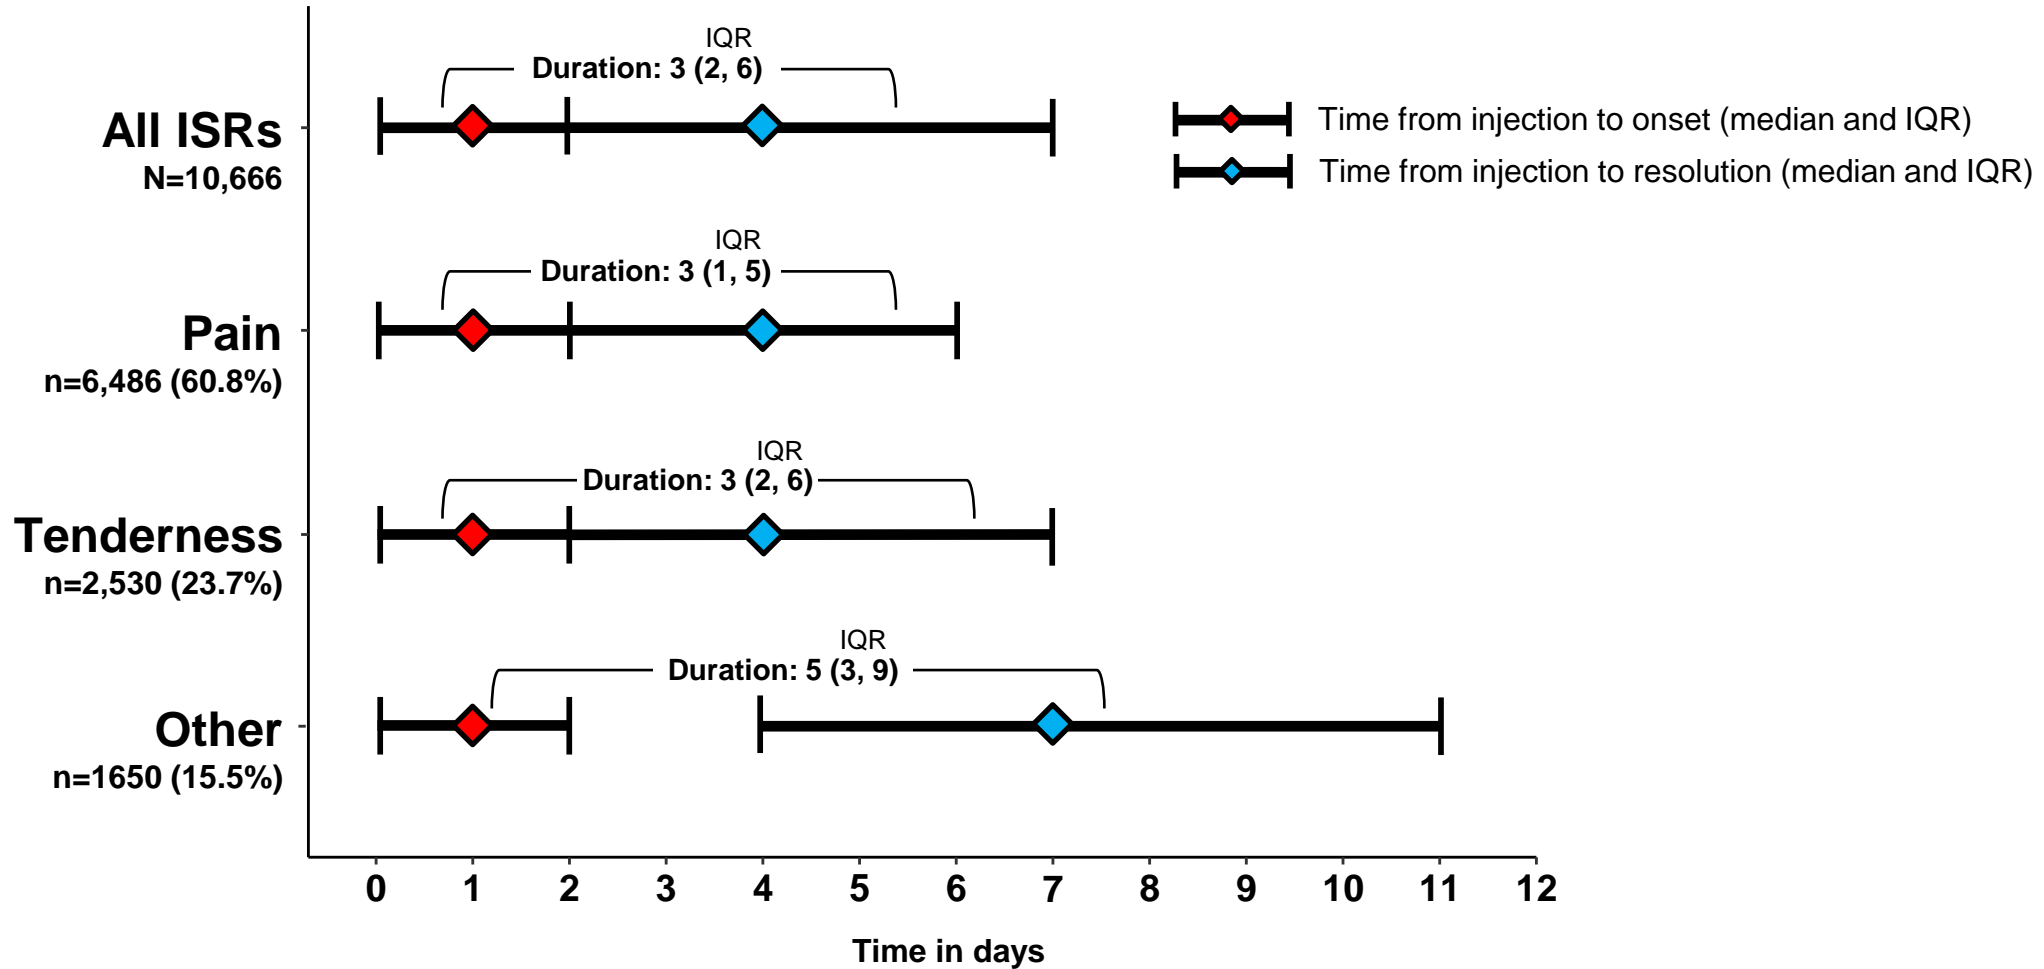 IQR
Duration: 3 (2, 6)
All ISRs
N=10,666
Time from injection to onset (median and IQR)
Time from injection to resolution (median and IQR)
IQR
Duration: 3 (1, 5)
Pain
n=6,486 (60.8%)
IQR
Duration: 3 (2, 6)
Tenderness
n=2,530 (23.7%)
IQR
Duration: 5 (3, 9)
Other
n=1650 (15.5%)
0 1 2 3 4 5 6 7 8 9 10 11 12
Time in days